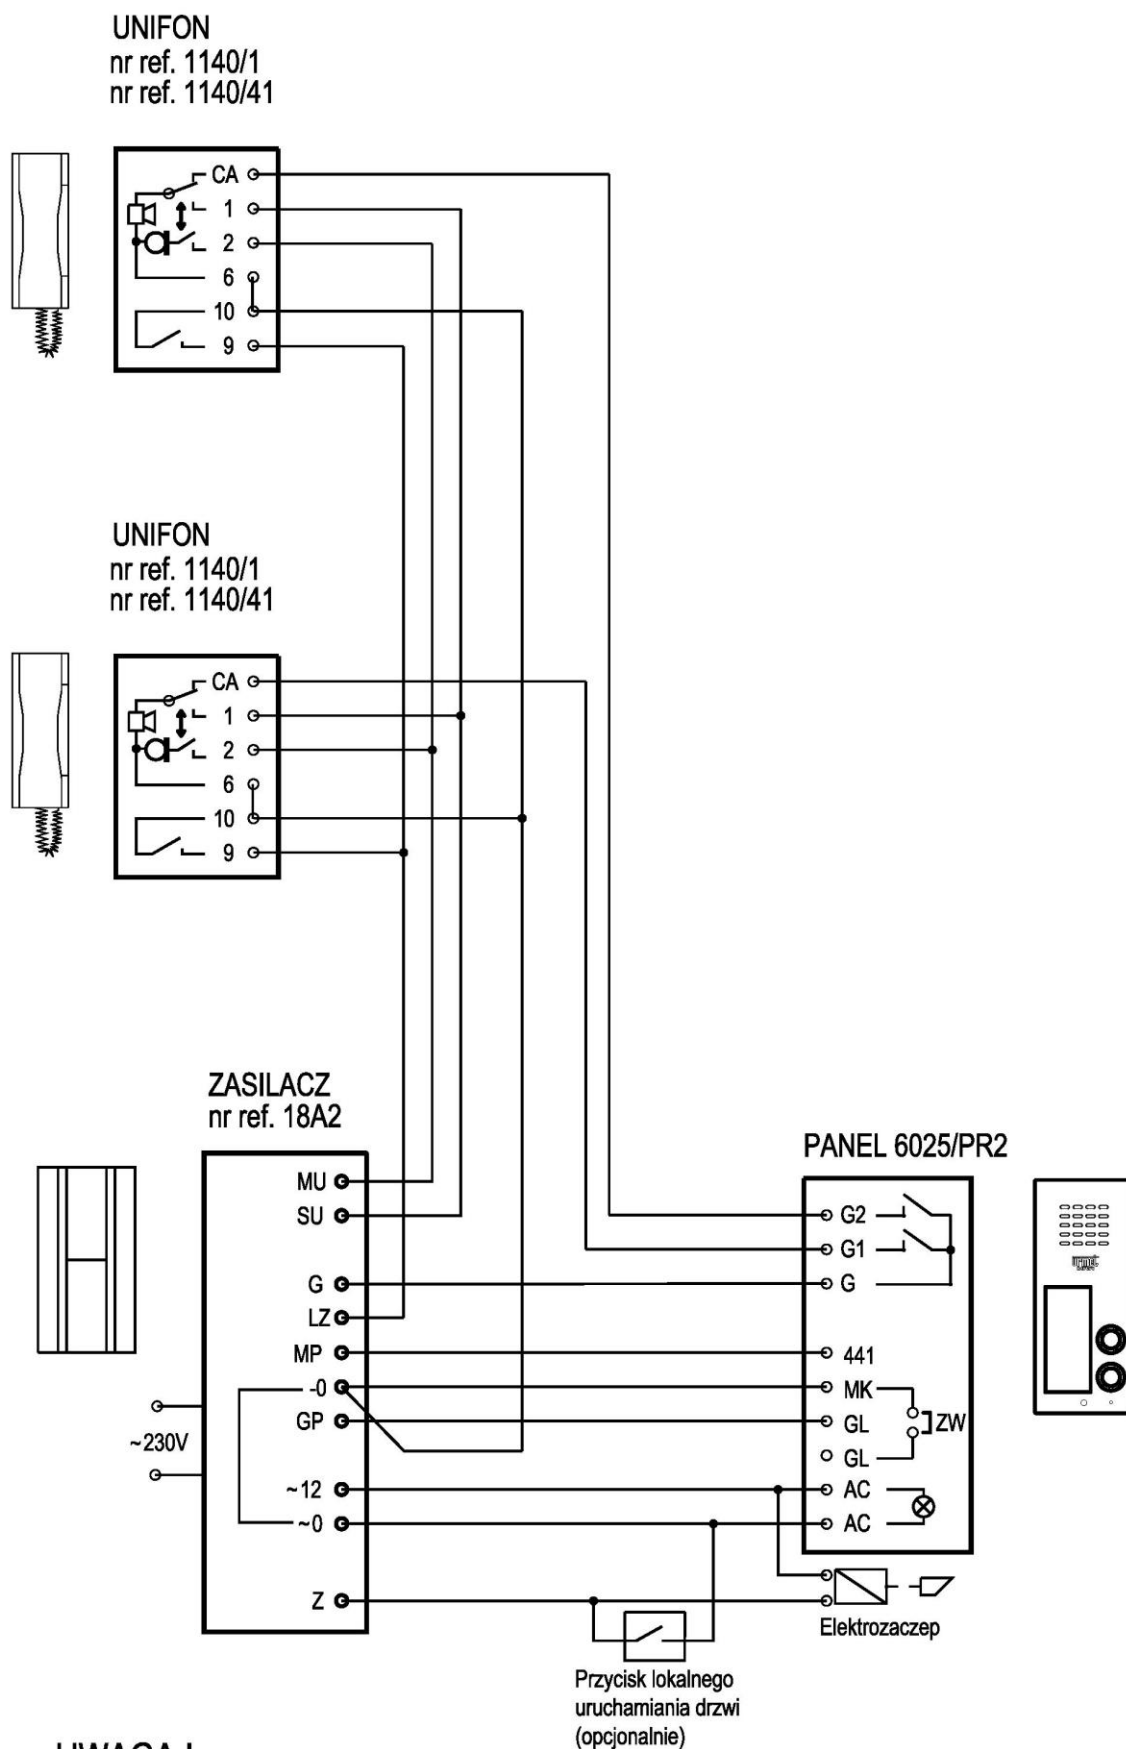 UNIFON
nr ref. 1140/1
nr ref. 1140/41
CA
1
2
6
10
9
UNIFON
nr ref. 1140/1
nr ref. 1140/41
CA
1
2
6
10
9
ZASILACZ
nr ref. 18A2
MU
SU
G
LZ
MP
-0
GP
~12
~0
Z
~230V
PANEL 6025/PR2
G2
G1
G
441
MK
GL
GL
AC
AC
ZW
Elektrozaczep
Przycisk lokalnego
uruchamiania drzwi
(opcjonalnie)
UWAGA !